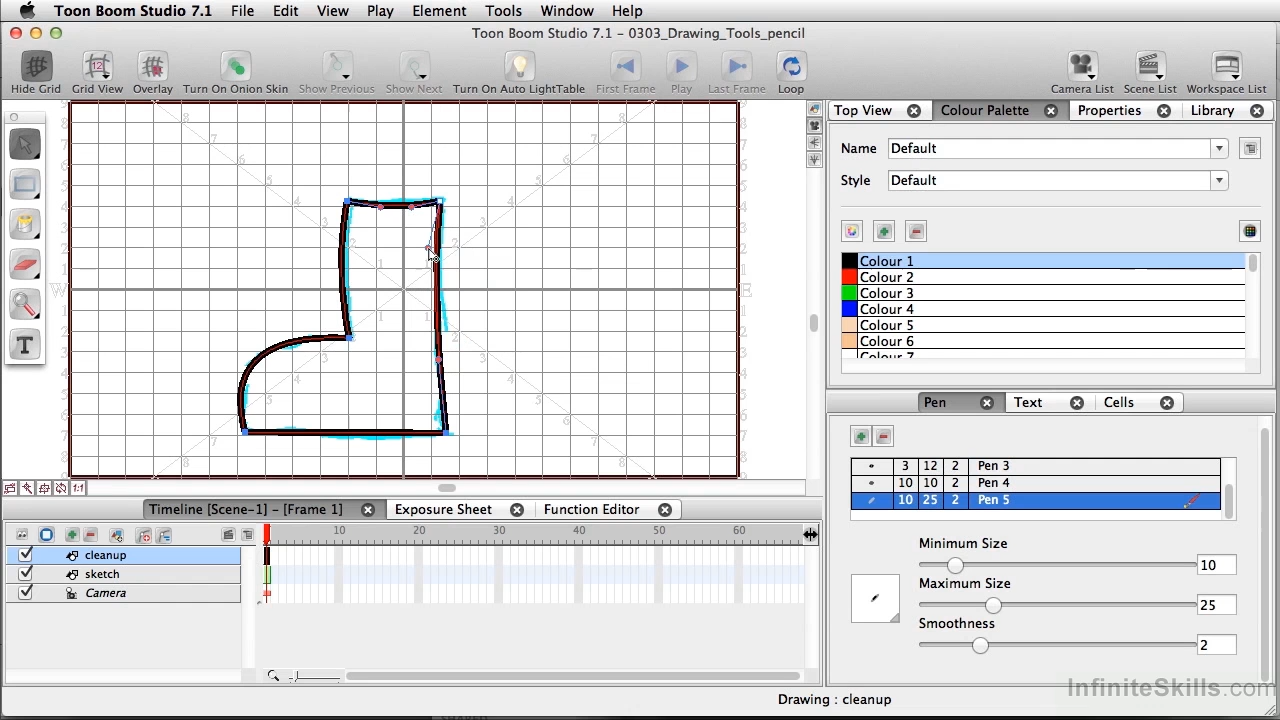 Toon Boom Studio 7.1 File Edit View Play Element Tools Window Help
Toon Boom Studio 7.1 - 0303_Drawing_Tools_pencil
Hide Grid Grid View Overlay Turn On Onion Skin Show Previous Show Next Turn On Auto LightTable First Frame Play Last Frame Loop Camera List Scene List Workspace List
Top View Colour Palette Properties Library
Name Default
Style Default
Colour 1
Colour 2
Colour 3
Colour 4
Colour 5
Colour 6
Colour 7
W E
T
Pen Text Cells
3 12 2 Pen 3
10 10 2 Pen 4
10 25 2 Pen 5
Minimum Size
10
Maximum Size
25
Smoothness
2
1:1
Timeline [Scene-1] - [Frame 1] Exposure Sheet Function Editor
10 20 30 40 50 60
cleanup
sketch
Camera
InfiniteSkills.com
Drawing : cleanup